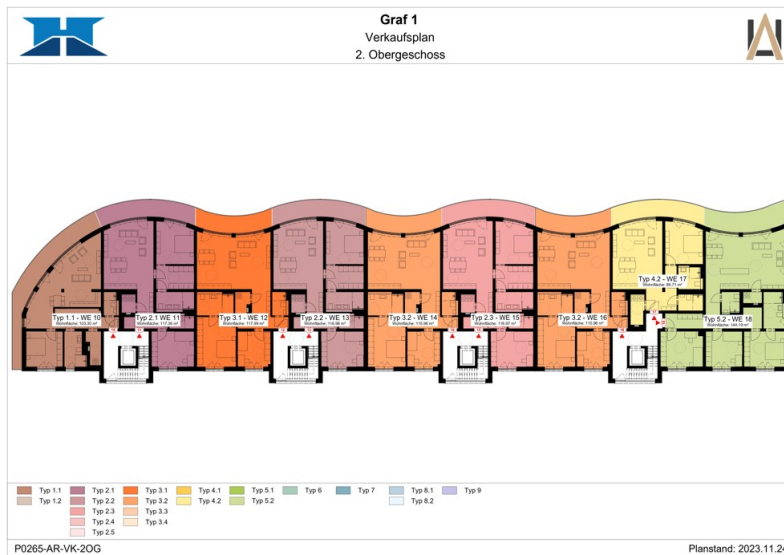 Graf 1
Verkaufsplan
2. Obergeschoss
Typ 1.1 - WE 10
Typ 2.1 WE 11
Typ 3.1 - WE 12
Typ 2.2 - WE 13
Typ 3.2 - WE 14
Typ 2.3 - WE 15
Typ 3.2 - WE 16
Typ 4.2 - WE 17
Typ 5.2 - WE 18
Typ 1.1 Typ 2.1 Typ 3.1 Typ 4.1 Typ 5.1 Typ 6 Typ 7 Typ 8.1 Typ 9
Typ 1.2 Typ 2.2 Typ 3.2 Typ 4.2 Typ 5.2 Typ 8.2
Typ 2.3 Typ 3.3
Typ 2.4 Typ 3.4
Typ 2.5
P0265-AR-VK-2OG
Planstand: 2023.11.24